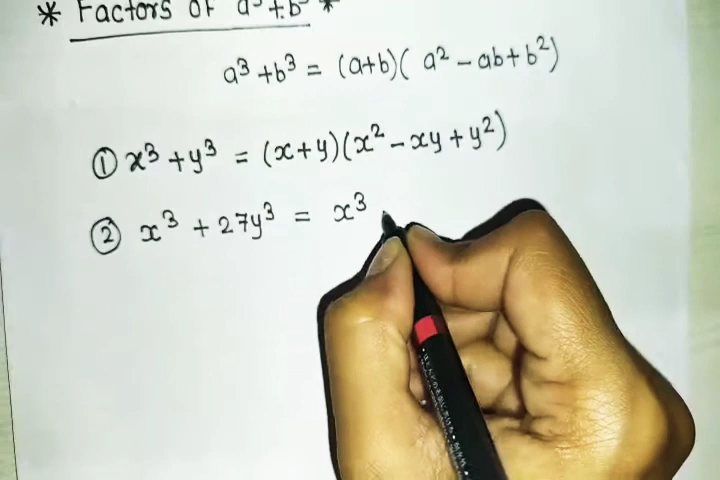 * Factors of a³+b³ *
a³+b³ = (a+b)(a²-ab+b²)
① x³+y³ = (x+y)(x²-xy+y²)
② x³+27y³ = x³